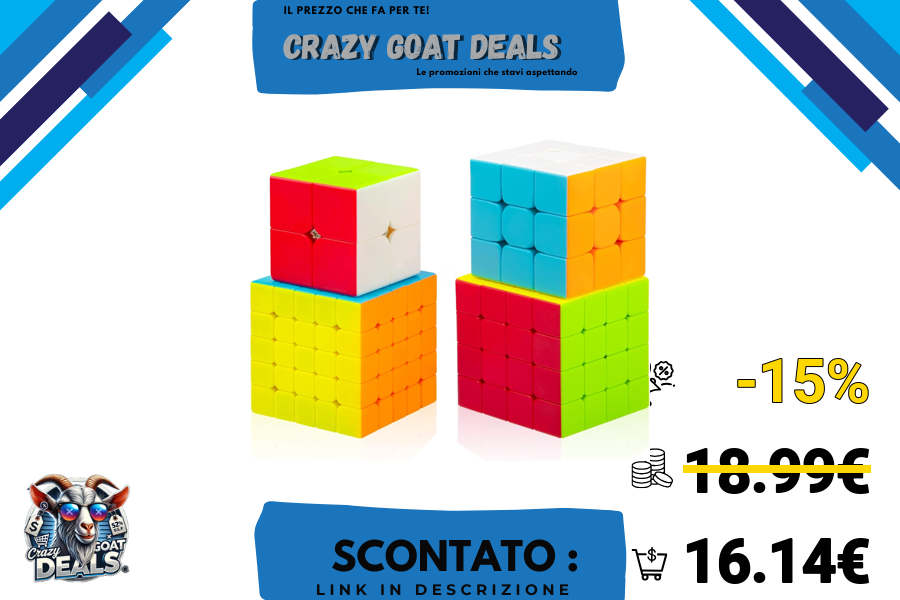 IL PREZZO CHE FA PER TE!
CRAZY GOAT DEALS
Le promozioni che stavi aspettando
%
-15%
18.99€
$
16.14€
SCONTATO :
LINK IN DESCRIZIONE
$
57%
Crazy
GOAT
DEALS